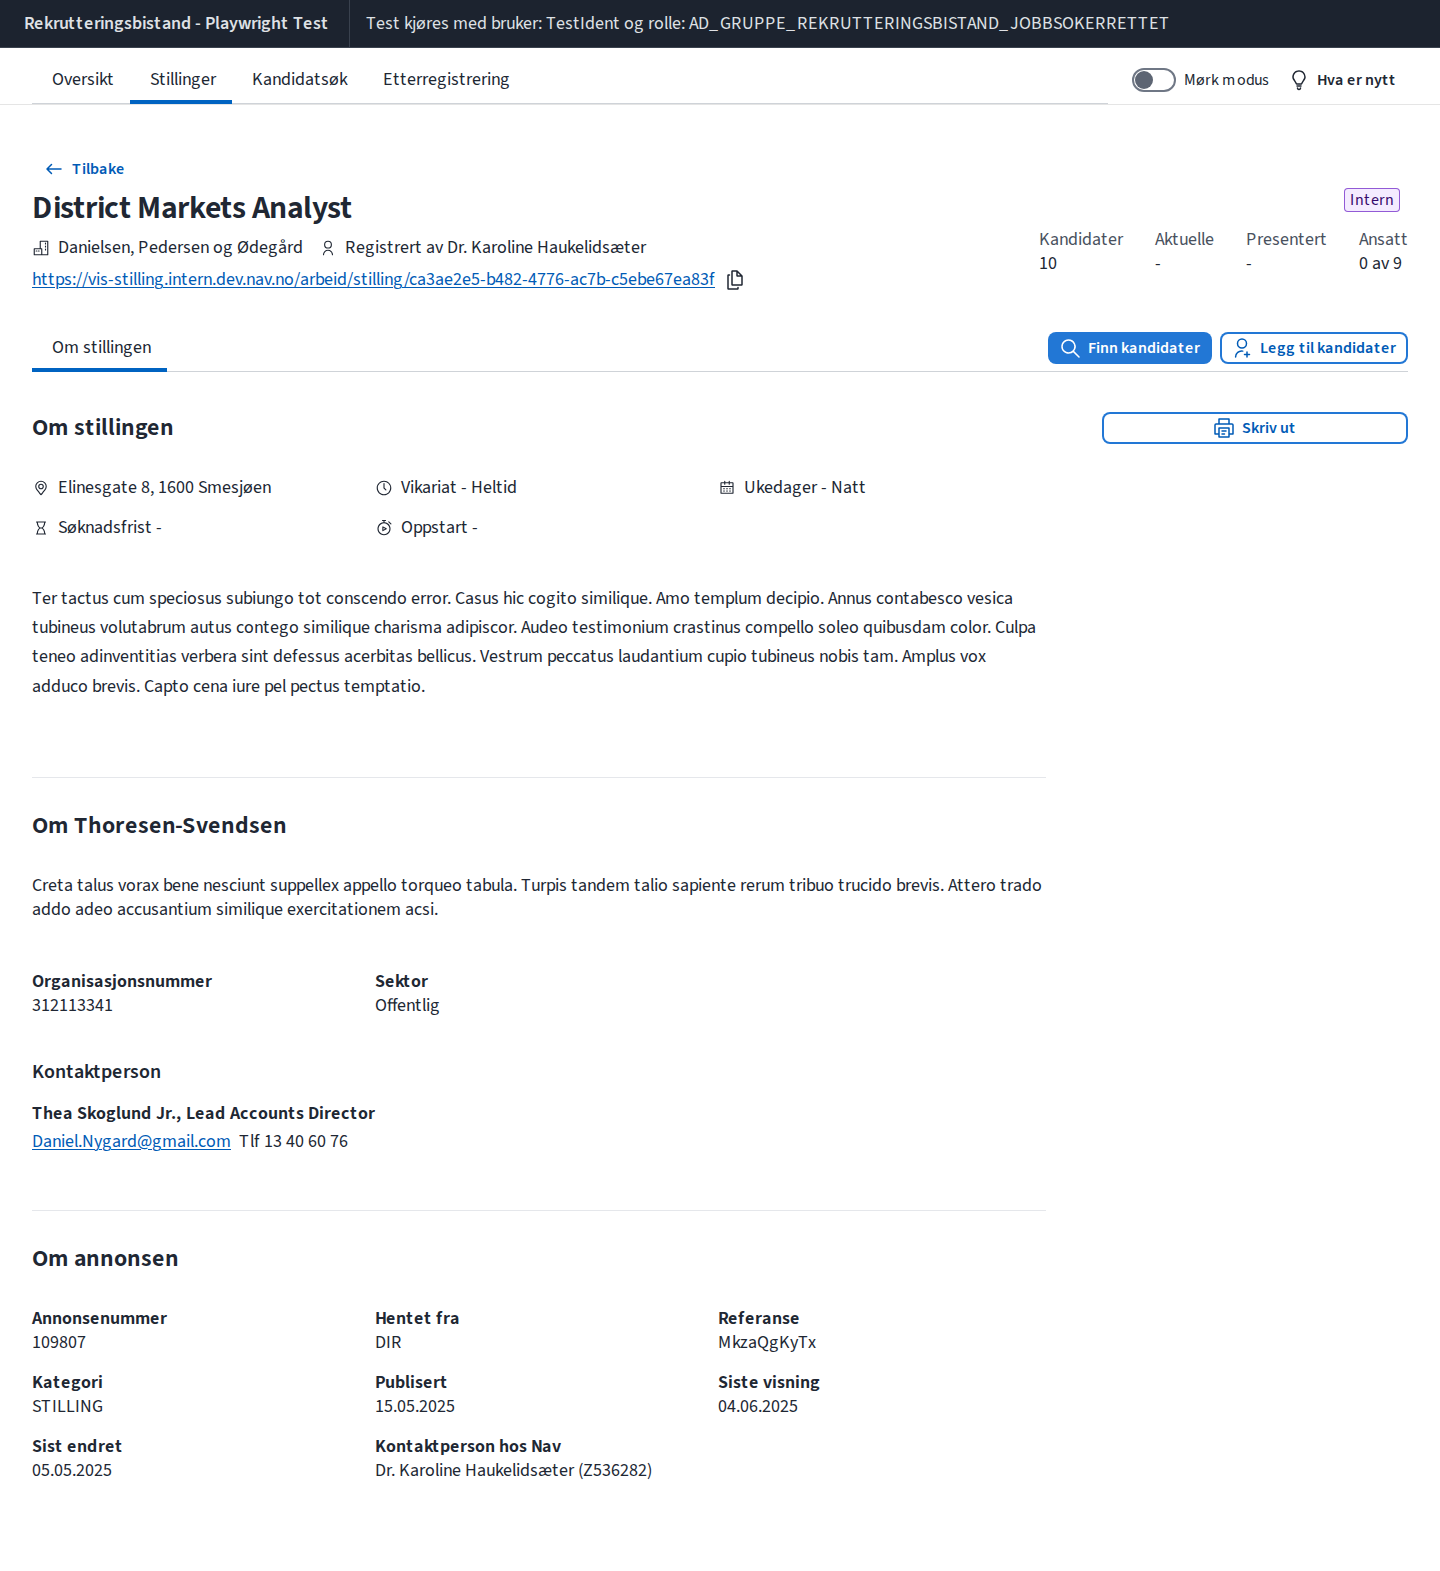 Rekrutteringsbistand - Playwright Test
Test kjøres med bruker: TestIdent og rolle: AD_GRUPPE_REKRUTTERINGSBISTAND_JOBBSOKERRETTET
Oversikt
Stillinger
Kandidatsøk
Etterregistrering
Mørk modus
Hva er nytt
Tilbake
District Markets Analyst
Intern
Danielsen, Pedersen og Ødegård
Registrert av Dr. Karoline Haukelidsæter
https://vis-stilling.intern.dev.nav.no/arbeid/stilling/ca3ae2e5-b482-4776-ac7b-c5ebe67ea83f
Kandidater
10
Aktuelle
-
Presentert
-
Ansatt
0 av 9
Om stillingen
Finn kandidater
Legg til kandidater
Om stillingen
Skriv ut
Elinesgate 8, 1600 Smesjøen
Vikariat - Heltid
Ukedager - Natt
Søknadsfrist -
Oppstart -
Ter tactus cum speciosus subiungo tot conscendo error. Casus hic cogito similique. Amo templum decipio. Annus contabesco vesica
tubineus volutabrum autus contego similique charisma adipiscor. Audeo testimonium crastinus compello soleo quibusdam color. Culpa
teneo adinventitias verbera sint defessus acerbitas bellicus. Vestrum peccatus laudantium cupio tubineus nobis tam. Amplus vox
adduco brevis. Capto cena iure pel pectus temptatio.
Om Thoresen-Svendsen
Creta talus vorax bene nesciunt suppellex appello torqueo tabula. Turpis tandem talio sapiente rerum tribuo trucido brevis. Attero trado
addo adeo accusantium similique exercitationem acsi.
Organisasjonsnummer
312113341
Sektor
Offentlig
Kontaktperson
Thea Skoglund Jr., Lead Accounts Director
Daniel.Nygard@gmail.com Tlf 13 40 60 76
Om annonsen
Annonsenummer
109807
Hentet fra
DIR
Referanse
MkzaQgKyTx
Kategori
STILLING
Publisert
15.05.2025
Siste visning
04.06.2025
Sist endret
05.05.2025
Kontaktperson hos Nav
Dr. Karoline Haukelidsæter (Z536282)